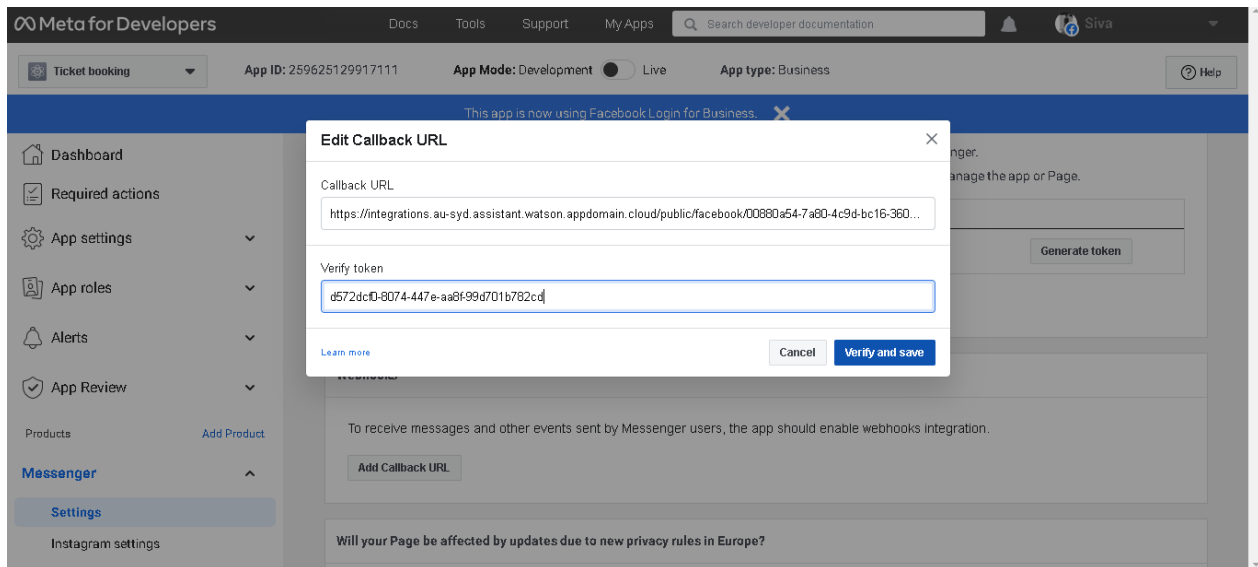 Meta for Developers Docs Tools Support My Apps Search developer documentation Siva
Ticket booking App ID: 259625129917111 App Mode: Development Live App type: Business Help
This app is now using Facebook Login for Business.
Dashboard
Required actions
App settings
App roles
Alerts
App Review
Products Add Product
Messenger
Settings
Instagram settings
Edit Callback URL
Callback URL
https://integrations.au-syd.assistant.watson.appdomain.cloud/public/facebook/00880a54-7a80-4c9d-bc16-360...
Verify token
d572dcf0-8074-447e-aa8f-99d701b782cd
Learn more Cancel Verify and save
nger.
anage the app or Page.
Generate token
Webhooks
To receive messages and other events sent by Messenger users, the app should enable webhooks integration.
Add Callback URL
Will your Page be affected by updates due to new privacy rules in Europe?